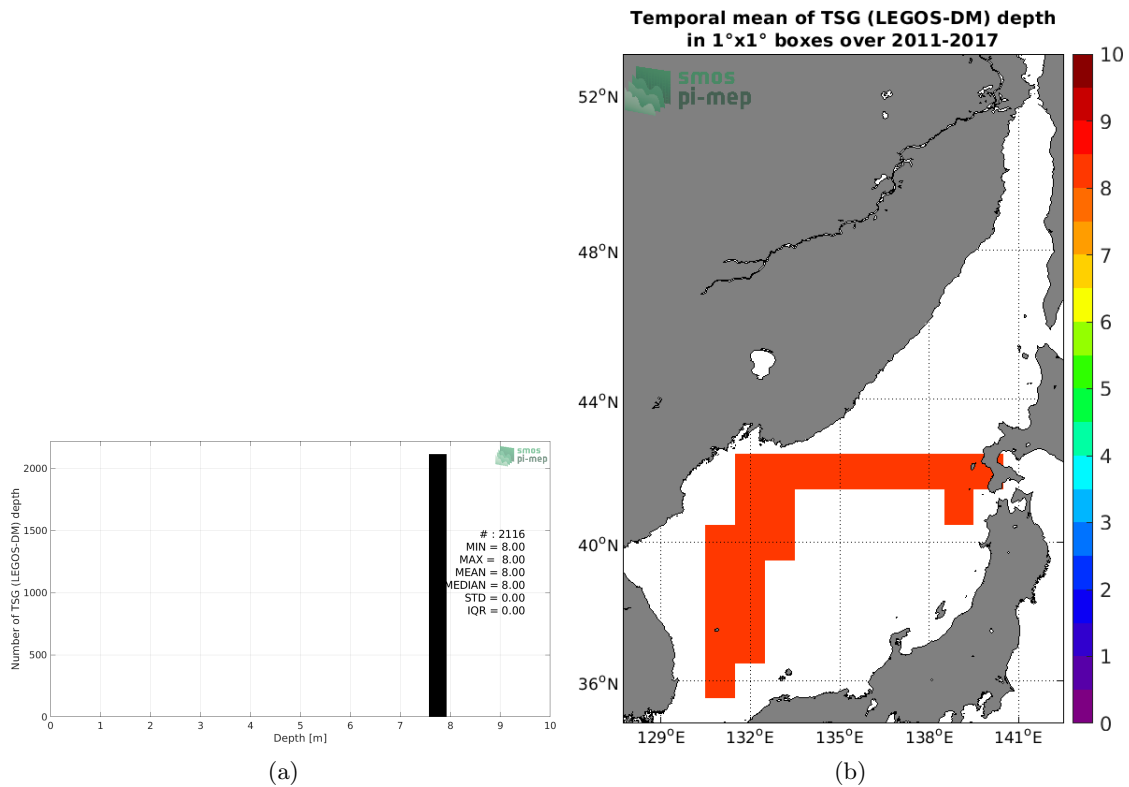 Number of TSG (LEGOS-DM) depth
2000
1500
1000
500
0
smos
pi-mep
# : 2116
MIN = 8.00
MAX = 8.00
MEAN = 8.00
MEDIAN = 8.00
STD = 0.00
IQR = 0.00
0 1 2 3 4 5 6 7 8 9 10
Depth [m]
(a)
Temporal mean of TSG (LEGOS-DM) depth
in 1°x1° boxes over 2011-2017
smos
pi-mep
52°N
48°N
44°N
40°N
36°N
129°E 132°E 135°E 138°E 141°E
10
9
8
7
6
5
4
3
2
1
0
(b)